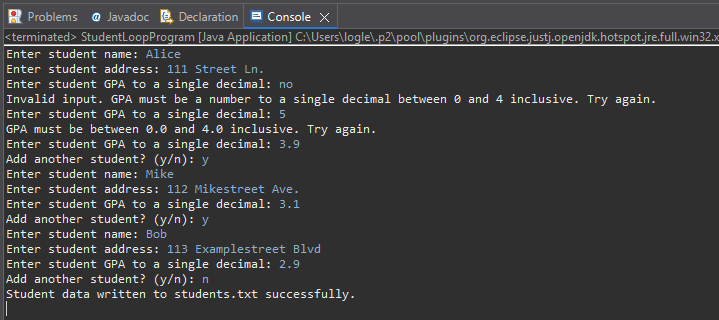 Problems @ Javadoc Declaration Console
<terminated> StudentLoopProgram [Java Application] C:\Users\logle\.p2\pool\plugins\org.eclipse.justj.openjdk.hotspot.jre.full.win32.x
Enter student name: Alice
Enter student address: 111 Street Ln.
Enter student GPA to a single decimal: no
Invalid input. GPA must be a number to a single decimal between 0 and 4 inclusive. Try again.
Enter student GPA to a single decimal: 5
GPA must be between 0.0 and 4.0 inclusive. Try again.
Enter student GPA to a single decimal: 3.9
Add another student? (y/n): y
Enter student name: Mike
Enter student address: 112 Mikestreet Ave.
Enter student GPA to a single decimal: 3.1
Add another student? (y/n): y
Enter student name: Bob
Enter student address: 113 Examplestreet Blvd
Enter student GPA to a single decimal: 2.9
Add another student? (y/n): n
Student data written to students.txt successfully.